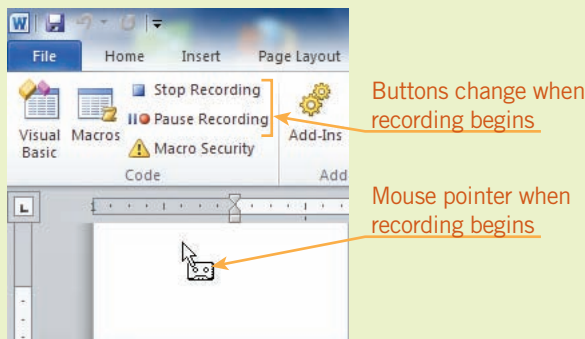 W
File Home Insert Page Layout
Stop Recording
Pause Recording
Macro Security
Visual
Basic
Macros
Add-Ins
Code
Add
L
Buttons change when
recording begins
Mouse pointer when
recording begins